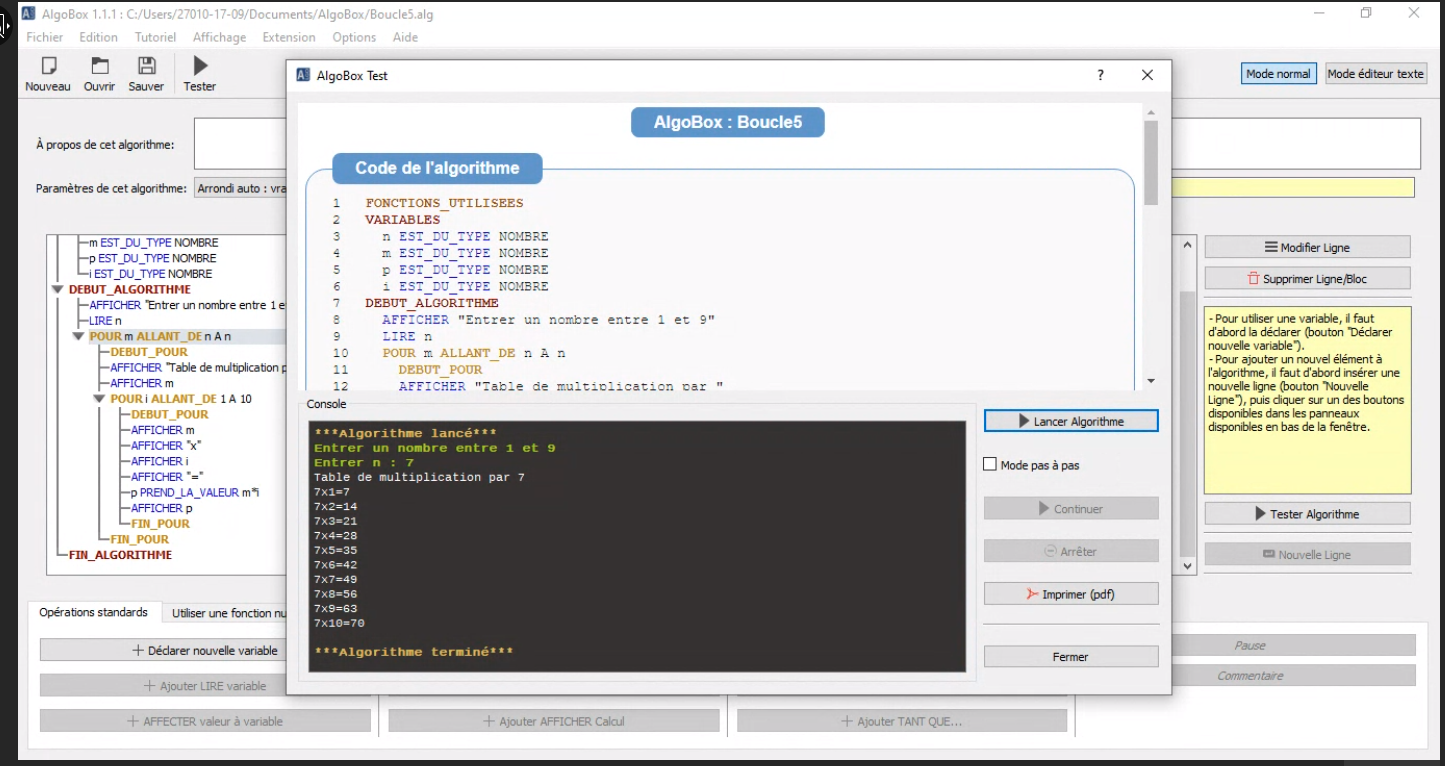 AlgoBox 1.1.1 : C:/Users/27010-17-09/Documents/AlgoBox/Boucle5.alg
Fichier Edition Tutoriel Affichage Extension Options Aide
Nouveau Ouvrir Sauver Tester
Mode normal Mode éditeur texte
À propos de cet algorithme:
Paramètres de cet algorithme: Arrondi auto : vra
m EST_DU_TYPE NOMBRE
p EST_DU_TYPE NOMBRE
i EST_DU_TYPE NOMBRE
DEBUT_ALGORITHME
AFFICHER "Entrer un nombre entre 1 e
LIRE n
POUR m ALLANT_DE n A n
DEBUT_POUR
AFFICHER "Table de multiplication p
AFFICHER m
POUR i ALLANT_DE 1 A 10
DEBUT_POUR
AFFICHER m
AFFICHER "x"
AFFICHER i
AFFICHER "="
p PREND_LA_VALEUR m*i
AFFICHER p
FIN_POUR
FIN_POUR
FIN_ALGORITHME
AlgoBox Test
?
AlgoBox : Boucle5
Code de l'algorithme
1 FONCTIONS_UTILISEES
2 VARIABLES
3 n EST_DU_TYPE NOMBRE
4 m EST_DU_TYPE NOMBRE
5 p EST_DU_TYPE NOMBRE
6 i EST_DU_TYPE NOMBRE
7 DEBUT_ALGORITHME
8 AFFICHER "Entrer un nombre entre 1 et 9"
9 LIRE n
10 POUR m ALLANT_DE n A n
11 DEBUT_POUR
12 AFFICHER "Table de multiplication par "
Console
***Algorithme lancé***
Entrer un nombre entre 1 et 9
Entrer n : 7
Table de multiplication par 7
7x1=7
7x2=14
7x3=21
7x4=28
7x5=35
7x6=42
7x7=49
7x8=56
7x9=63
7x10=70
***Algorithme terminé***
Lancer Algorithme
Mode pas à pas
Continuer
Arrêter
Imprimer (pdf)
Fermer
Modifier Ligne
Supprimer Ligne/Bloc
- Pour utiliser une variable, il faut
d'abord la déclarer (bouton "Déclarer
nouvelle variable").
- Pour ajouter un nouvel élément à
l'algorithme, il faut d'abord insérer une
nouvelle ligne (bouton "Nouvelle
Ligne"), puis cliquer sur un des boutons
disponibles dans les panneaux
disponibles en bas de la fenêtre.
Tester Algorithme
Nouvelle Ligne
Opérations standards Utiliser une fonction nu
Déclarer nouvelle variable
Pause
Ajouter LIRE variable
Commentaire
AFFECTER valeur à variable Ajouter AFFICHER Calcul Ajouter TANT QUE...